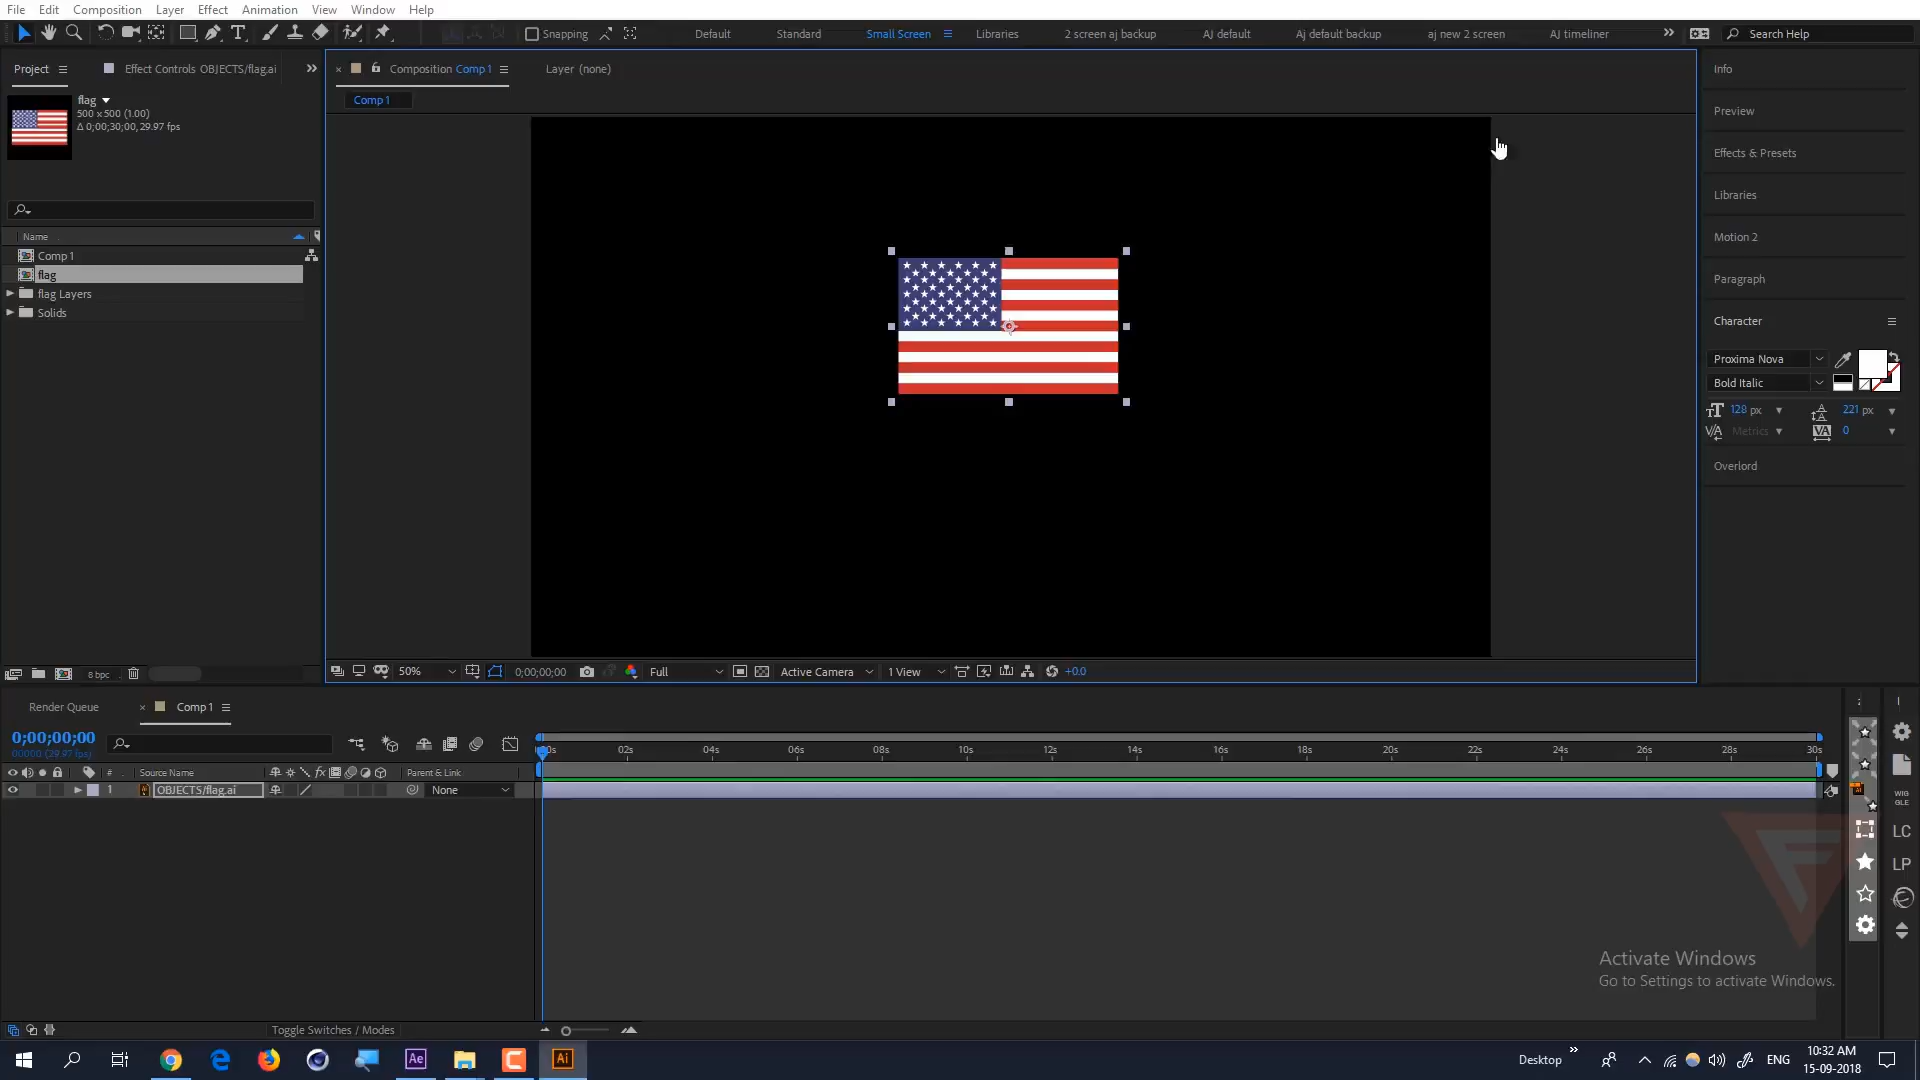 File Edit Composition Layer Effect Animation View Window Help
Snapping Default Standard Small Screen Libraries 2 screen aj backup AJ default AJ default backup aj new 2 screen AJ timeliner Search Help
Project Effect Controls OBJECTS/flag.ai
Composition Comp 1 Layer (none)
Comp 1
flag
500 x 500 (1.00)
Δ 0;00;30;00, 29.97 fps
Name
Comp 1
flag
flag Layers
Solids
8 bpc
50% 0;00;00;00 Full Active Camera 1 View +0.0
Info
Preview
Effects & Presets
Libraries
Motion 2
Paragraph
Character
Proxima Nova
Bold Italic
128 px 221 px
Metrics 0
Overlord
Render Queue Comp 1
0;00;00;00
00000 (29.97 fps)
02s 04s 06s 08s 10s 12s 14s 16s 18s 20s 22s 24s 26s 28s 30s
# Source Name fx Parent & Link
1 OBJECTS/flag.ai None
WIG
GLE
LC
LP
Activate Windows
Go to Settings to activate Windows.
Toggle Switches / Modes
Ae Ai Desktop ENG 10:32 AM
15-09-2018